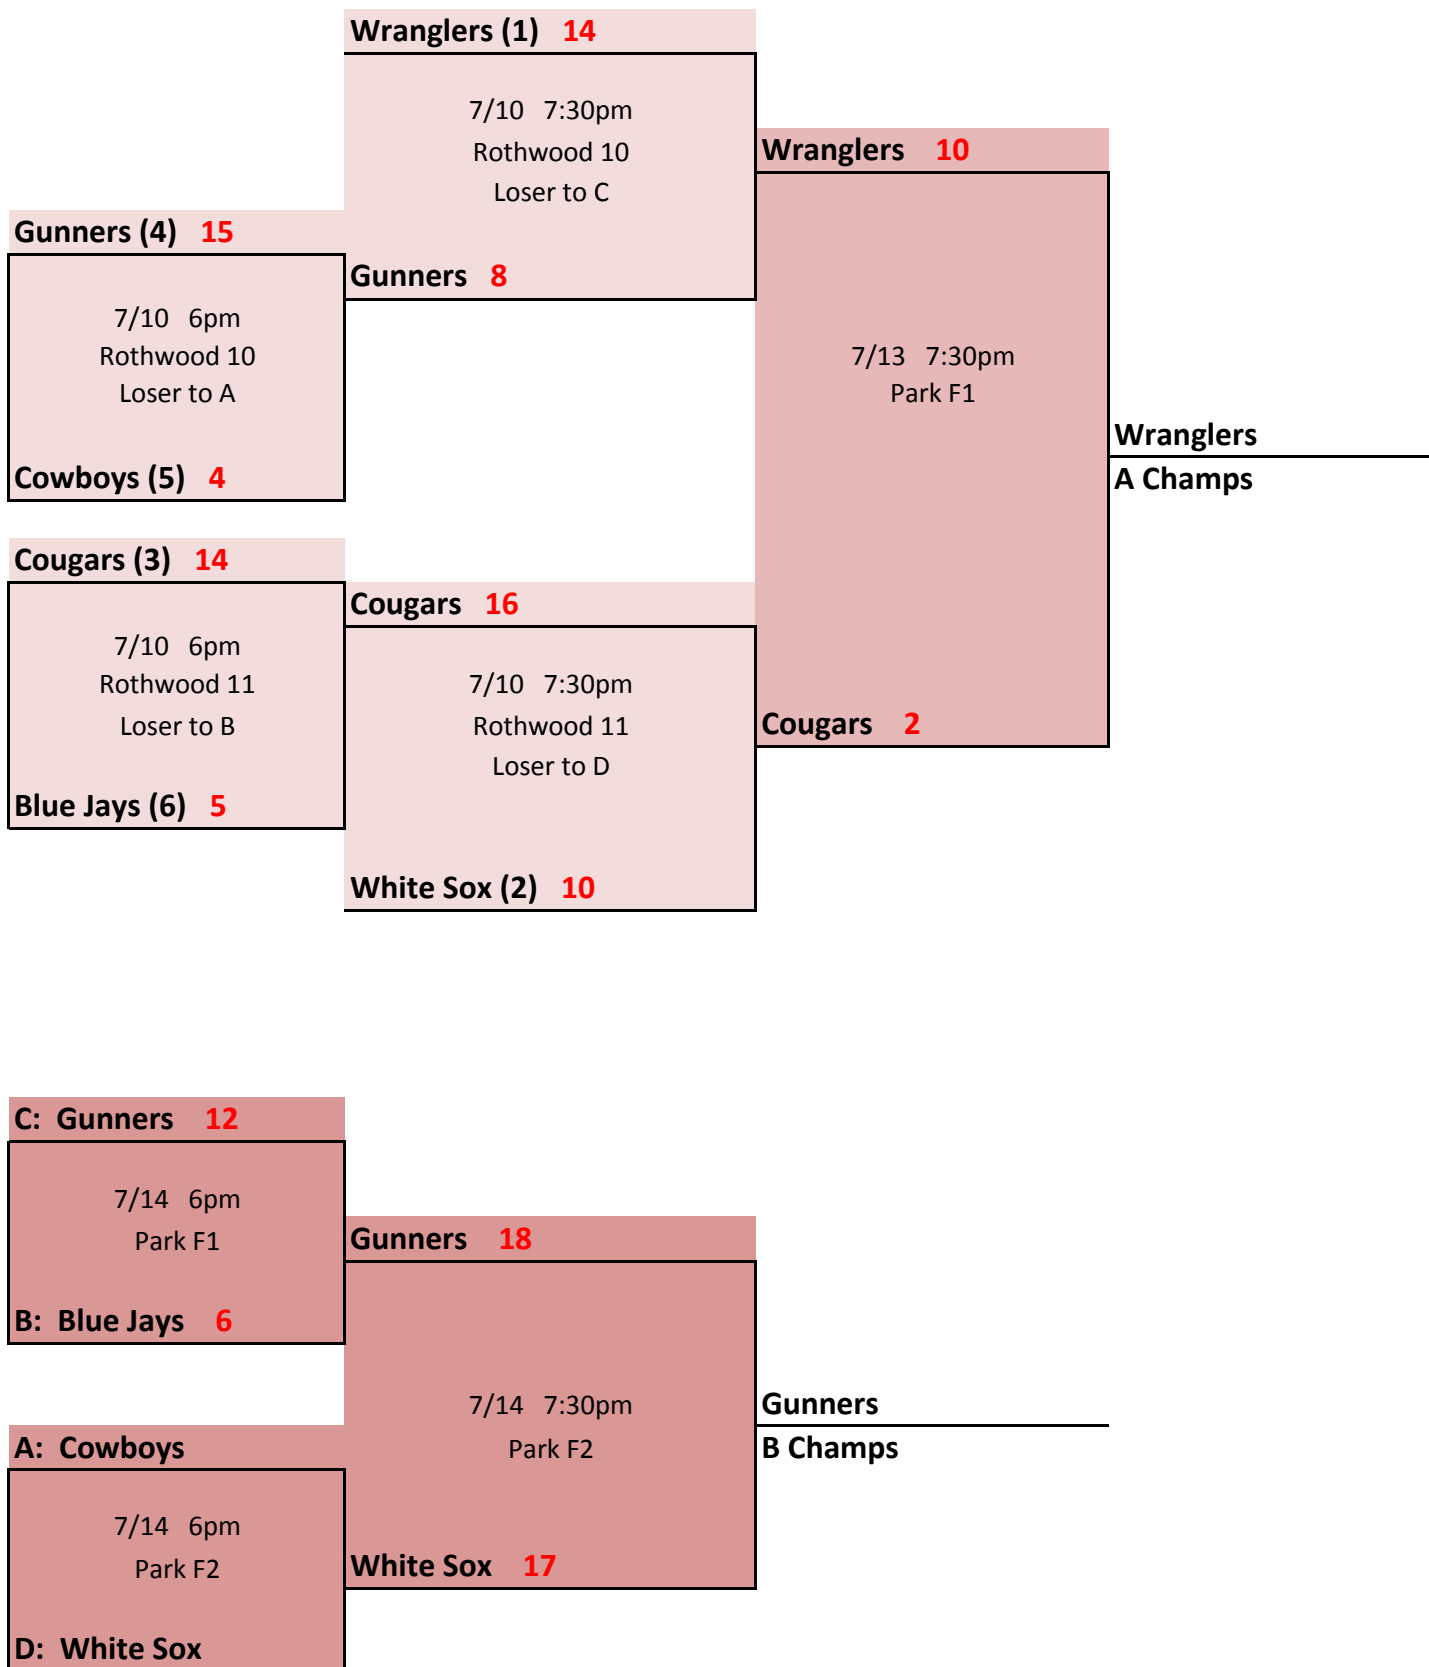 Wranglers (1) 14
7/10 7:30pm
Rothwood 10
Loser to C
Gunners 8
Wranglers 10
Gunners (4) 15
7/10 6pm
Rothwood 10
Loser to A
Cowboys (5) 4
7/13 7:30pm
Park F1
Wranglers
A Champs
Cougars (3) 14
7/10 6pm
Rothwood 11
Loser to B
Blue Jays (6) 5
Cougars 16
7/10 7:30pm
Rothwood 11
Loser to D
White Sox (2) 10
Cougars 2
C: Gunners 12
7/14 6pm
Park F1
B: Blue Jays 6
Gunners 18
7/14 7:30pm
Park F2
White Sox 17
Gunners
B Champs
A: Cowboys
7/14 6pm
Park F2
D: White Sox